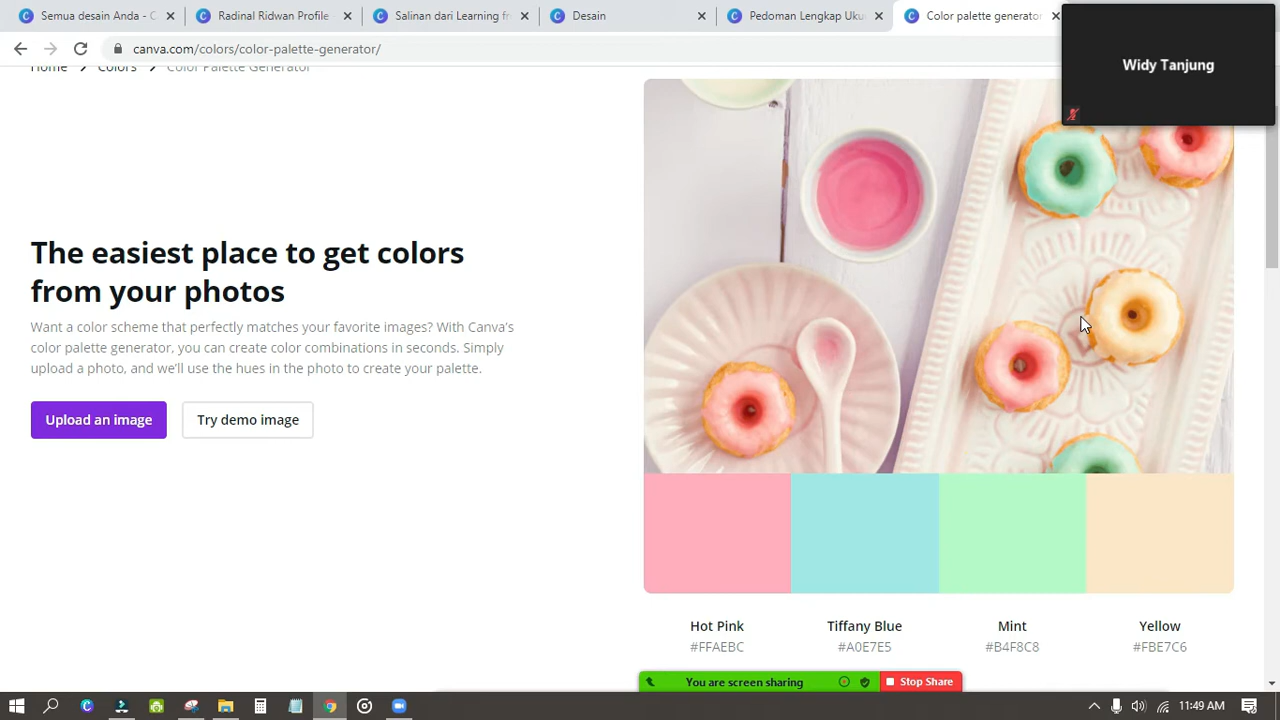 Semua desain Anda - C
Radinal Ridwan Profile
Salinan dari Learning fr
Desain
Pedoman Lengkap Uku
Color palette generator
canva.com/colors/color-palette-generator/
Widy Tanjung
Home > Colors > Color Palette Generator
The easiest place to get colors
from your photos
Want a color scheme that perfectly matches your favorite images? With Canva's
color palette generator, you can create color combinations in seconds. Simply
upload a photo, and we'll use the hues in the photo to create your palette.
Upload an image
Try demo image
Hot Pink
Tiffany Blue
Mint
Yellow
#FFAEBC
#A0E7E5
#B4F8C8
#FBE7C6
You are screen sharing
Stop Share
11:49 AM